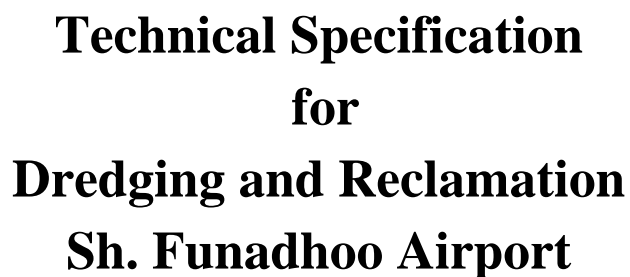 Technical Specification
for
Dredging and Reclamation
Sh. Funadhoo Airport